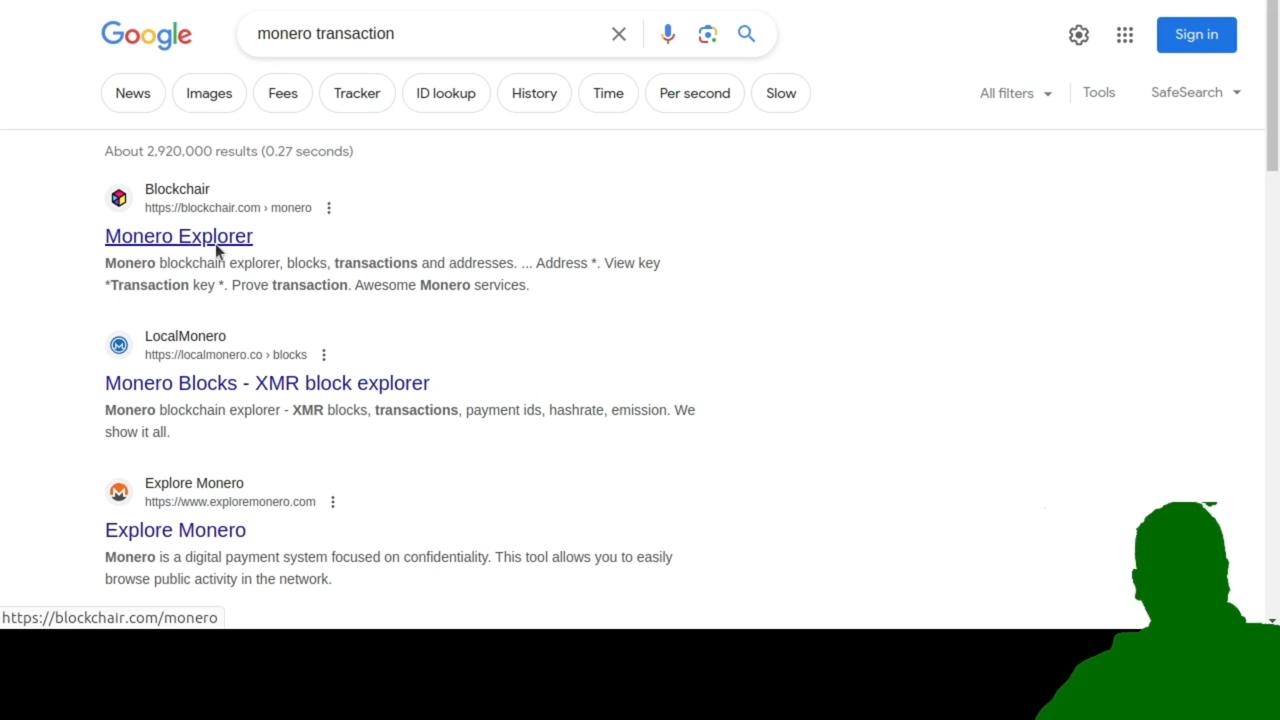 Google
monero transaction
Sign in
News
Images
Fees
Tracker
ID lookup
History
Time
Per second
Slow
All filters
Tools
SafeSearch
About 2,920,000 results (0.27 seconds)
Blockchair
https://blockchair.com › monero
Monero Explorer
Monero blockchain explorer, blocks, transactions and addresses. ... Address *. View key
*Transaction key *. Prove transaction. Awesome Monero services.
LocalMonero
https://localmonero.co › blocks
Monero Blocks - XMR block explorer
Monero blockchain explorer - XMR blocks, transactions, payment ids, hashrate, emission. We
show it all.
Explore Monero
https://www.exploremonero.com
Explore Monero
Monero is a digital payment system focused on confidentiality. This tool allows you to easily
browse public activity in the network.
https://blockchair.com/monero